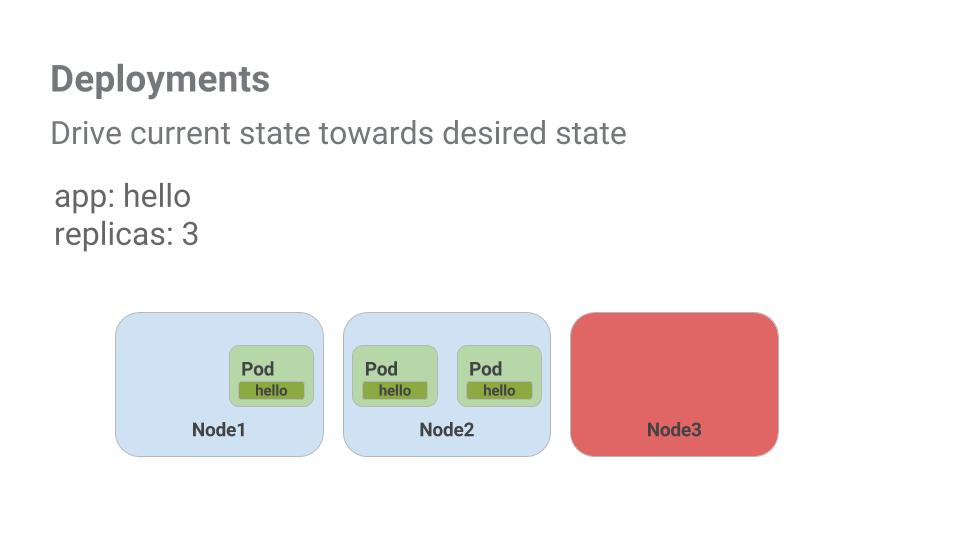 Deployments
Drive current state towards desired state
app: hello
replicas: 3
Pod
hello
Node1
Pod
hello
Pod
hello
Node2
Node3